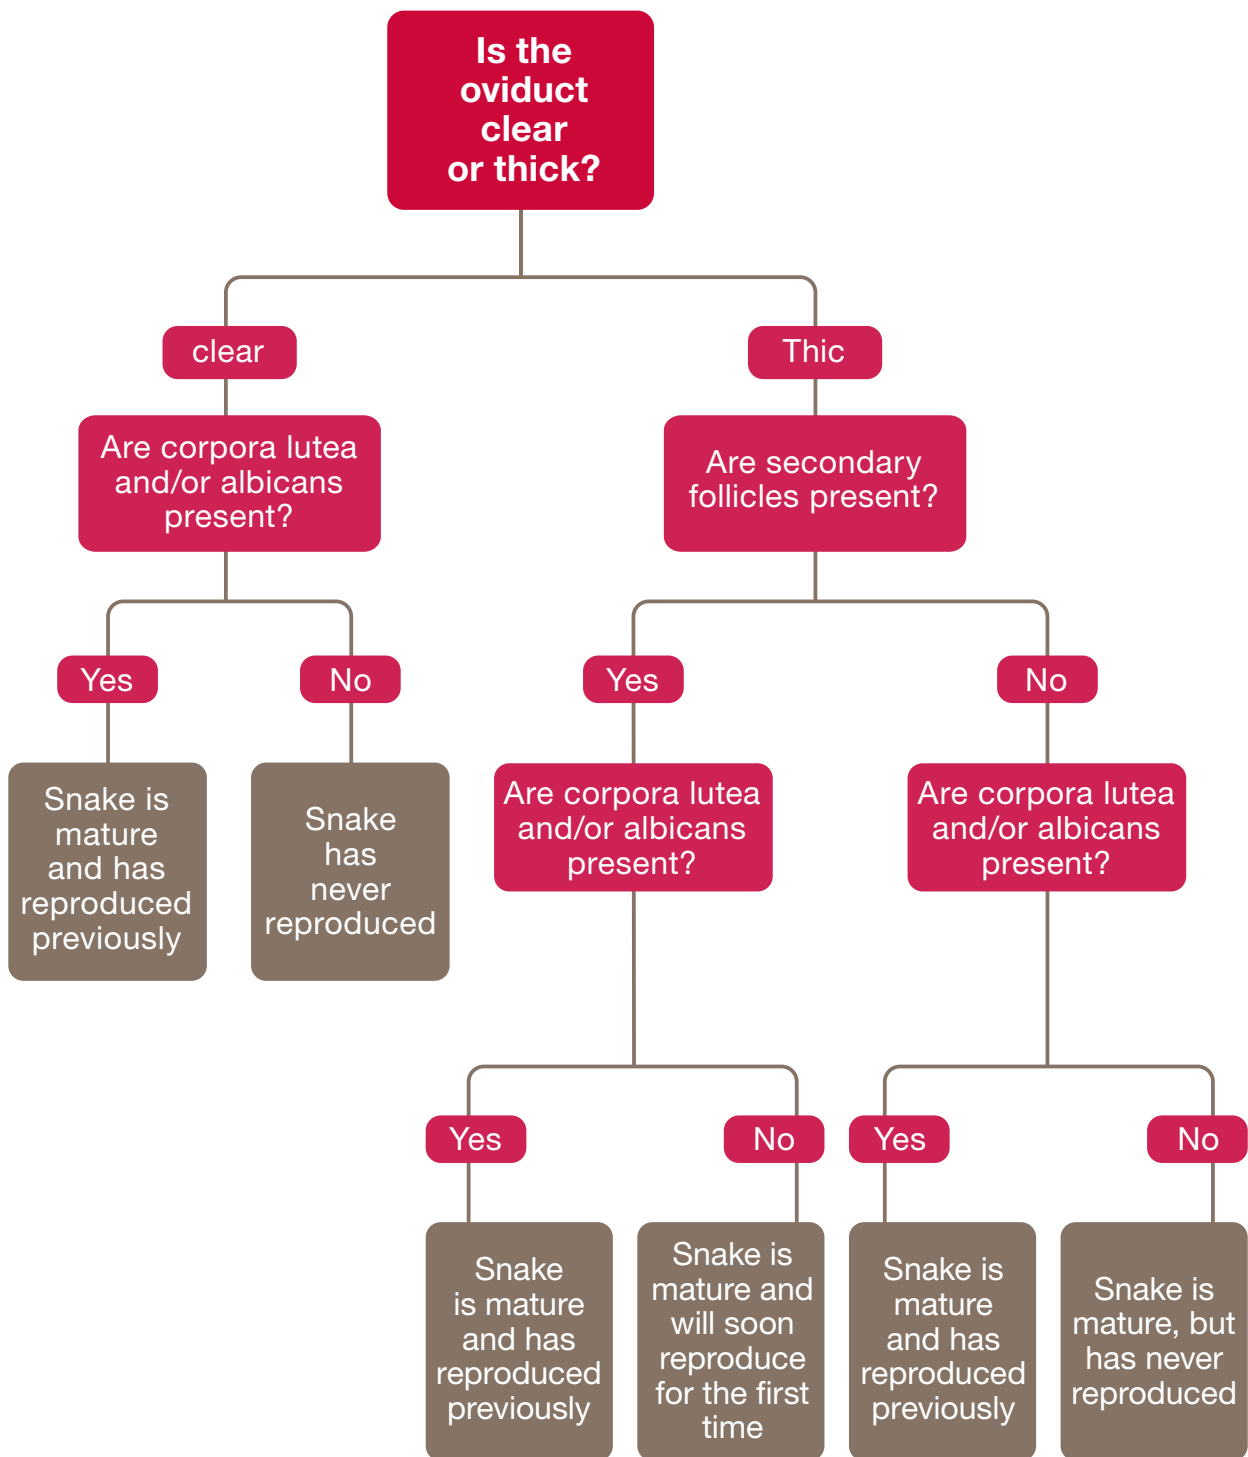 Is the
oviduct
clear
or thick?
clear
Thic
Are corpora lutea
and/or albicans
present?
Are secondary
follicles present?
Yes
No
Yes
No
Snake is
mature
and has
reproduced
previously
Snake
has
never
reproduced
Are corpora lutea
and/or albicans
present?
Are corpora lutea
and/or albicans
present?
Yes
No
Yes
No
Snake
is mature
and has
reproduced
previously
Snake is
mature and
will soon
reproduce
for the first
time
Snake is
mature
and has
reproduced
previously
Snake is
mature, but
has never
reproduced